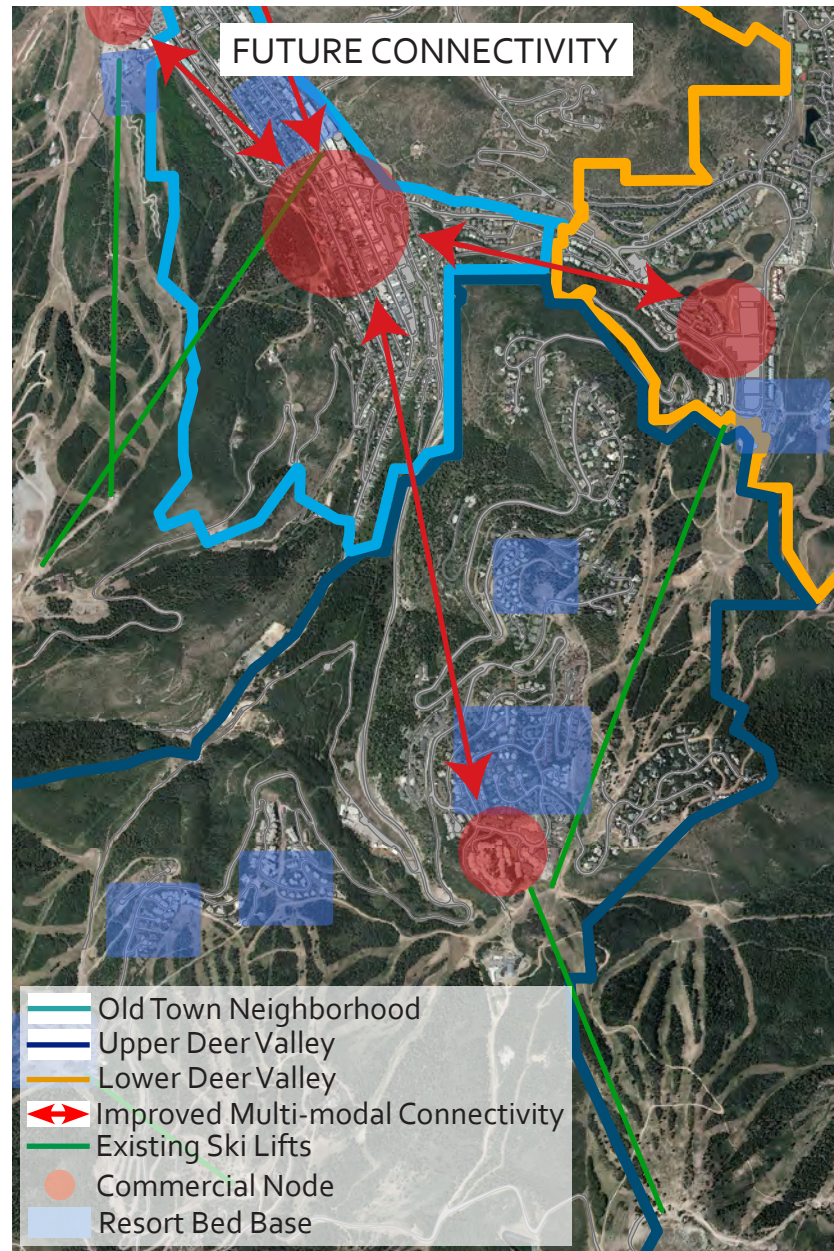 FUTURE CONNECTIVITY
Old Town Neighborhood
Upper Deer Valley
Lower Deer Valley
Improved Multi-modal Connectivity
Existing Ski Lifts
Commercial Node
Resort Bed Base